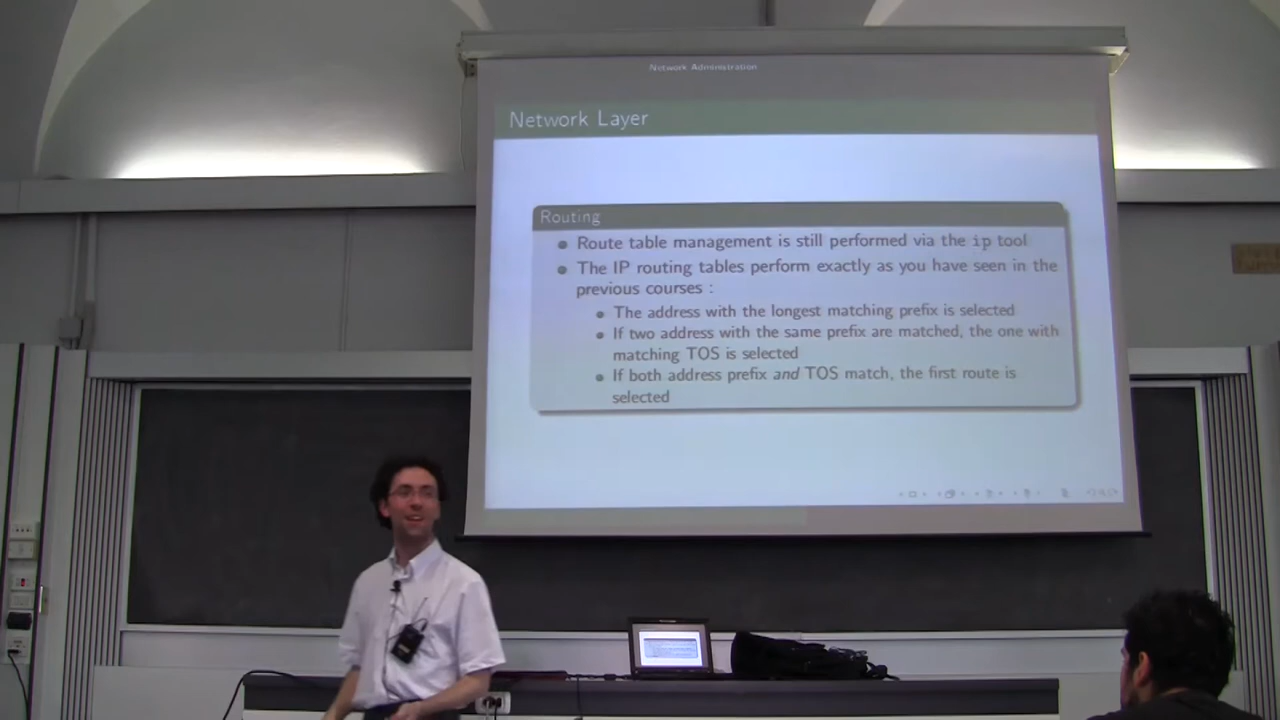 Network Administration
Network Layer
Routing
Route table management is still performed via the ip tool
The IP routing tables perform exactly as you have seen in the
previous courses :
The address with the longest matching prefix is selected
If two address with the same prefix are matched, the one with
matching TOS is selected
If both address prefix and TOS match, the first route is
selected